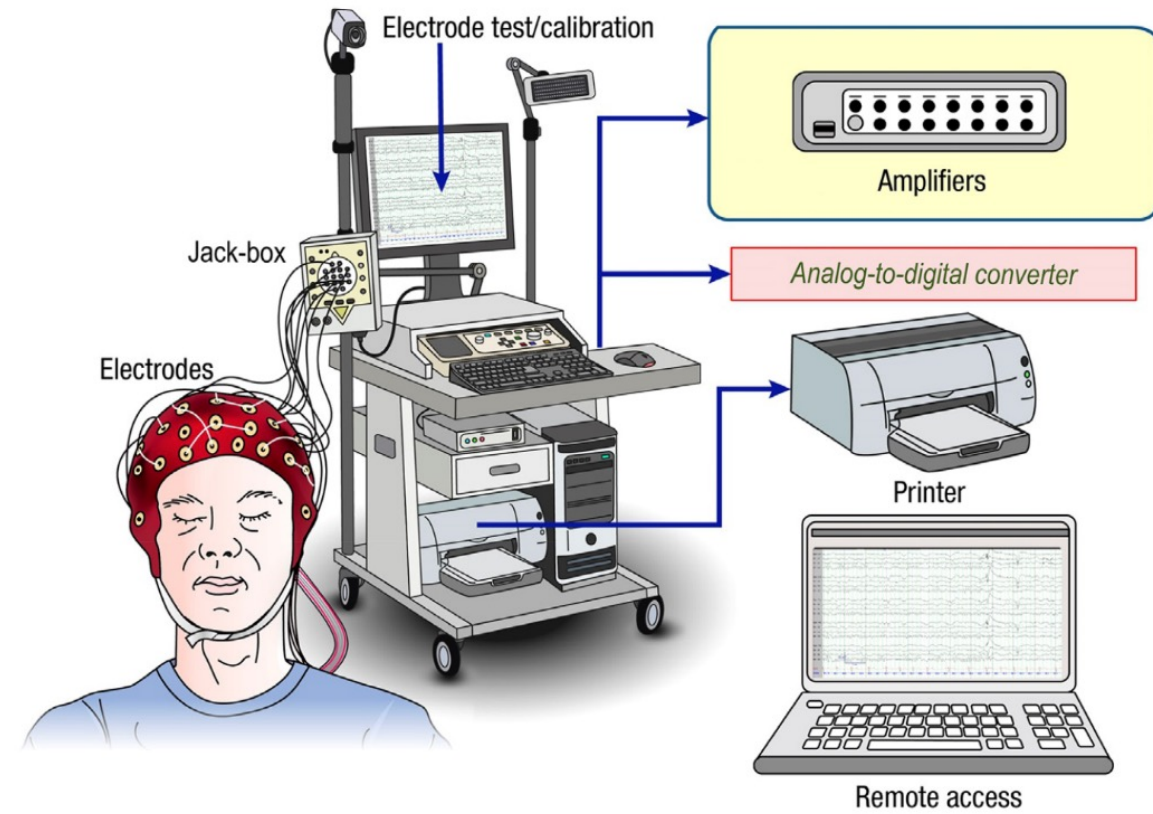 Electrode test/calibration
Amplifiers
Jack-box
Analog-to-digital converter
Electrodes
Printer
Remote access